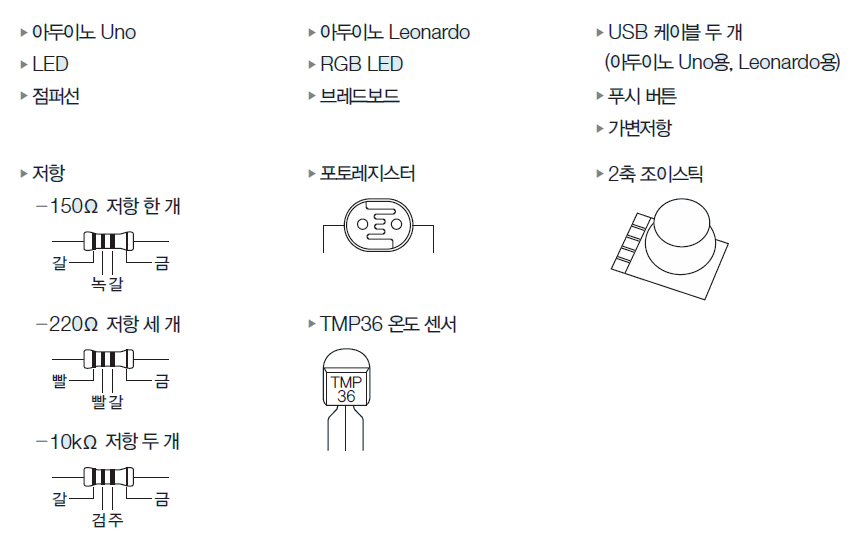 ▶ 아두이노 Uno
▶ LED
▶ 점퍼선
▶ 아두이노 Leonardo
▶ RGB LED
▶ 브레드보드
▶ USB 케이블 두 개
(아두이노 Uno용, Leonardo용)
▶ 푸시 버튼
▶ 가변저항
▶ 저항
－150Ω 저항 한 개
갈 금
녹 갈
－220Ω 저항 세 개
빨 금
빨 갈
－10kΩ 저항 두 개
갈 금
검 주
▶ 포토레지스터
▶ TMP36 온도 센서
TMP
36
▶ 2축 조이스틱